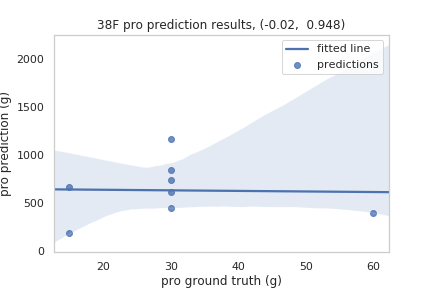 38F pro prediction results, (-0.02,  0.948)
fitted line
predictions
2000
1500
1000
500
0
pro prediction (g)
20 30 40 50 60
pro ground truth (g)